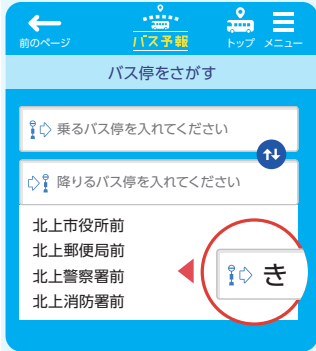 前のページ
バス予報
トップ
メニュー
バス停をさがす
乗るバス停を入れてください
降りるバス停を入れてください
北上市役所前
北上郵便局前
北上警察署前
北上消防署前
き